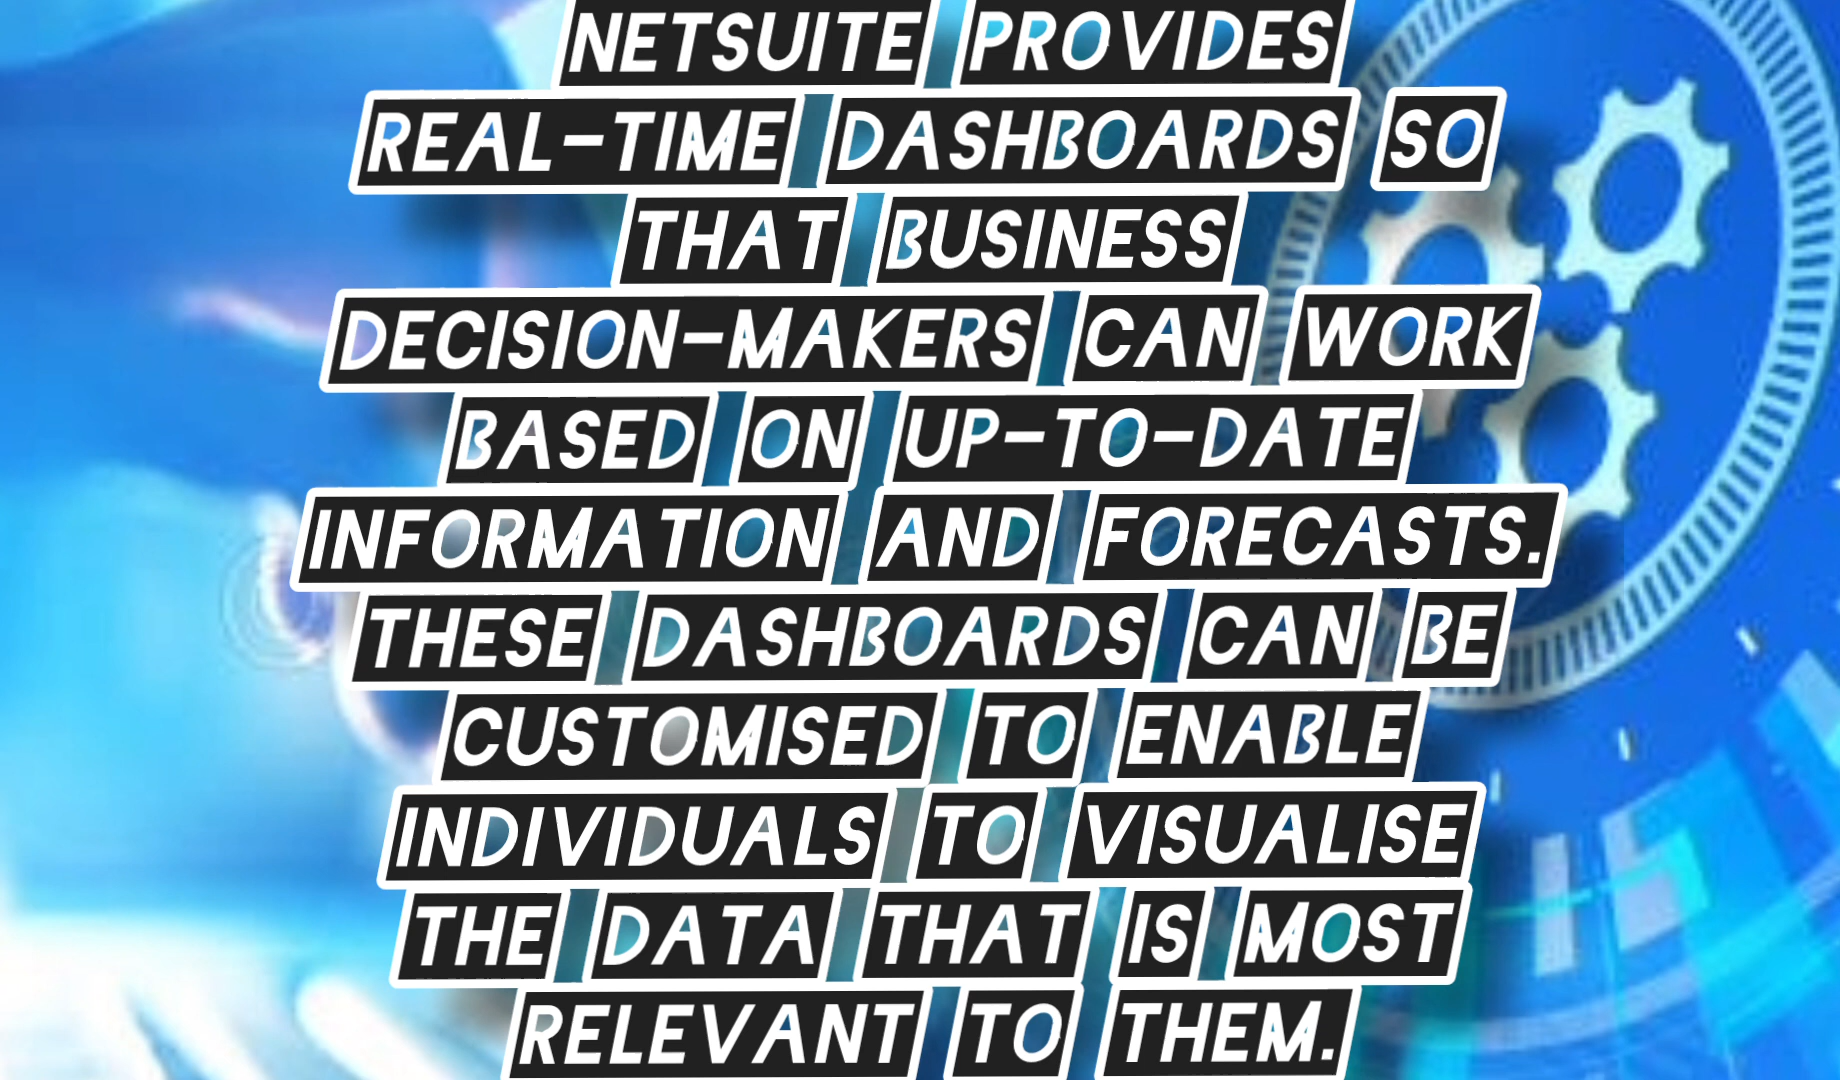 NETSUITE PROVIDES
REAL-TIME DASHBOARDS SO
THAT BUSINESS
DECISION-MAKERS CAN WORK
BASED ON UP-TO-DATE
INFORMATION AND FORECASTS.
THESE DASHBOARDS CAN BE
CUSTOMISED TO ENABLE
INDIVIDUALS TO VISUALISE
THE DATA THAT IS MOST
RELEVANT TO THEM.